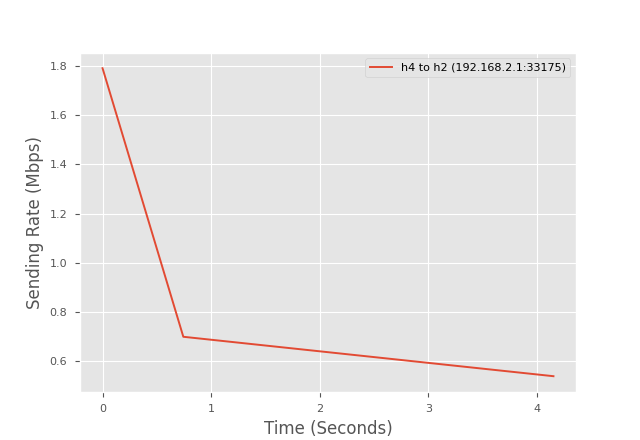 h4 to h2 (192.168.2.1:33175)
1.8
1.6
1.4
1.2
1.0
0.8
0.6
Sending Rate (Mbps)
0 1 2 3 4
Time (Seconds)